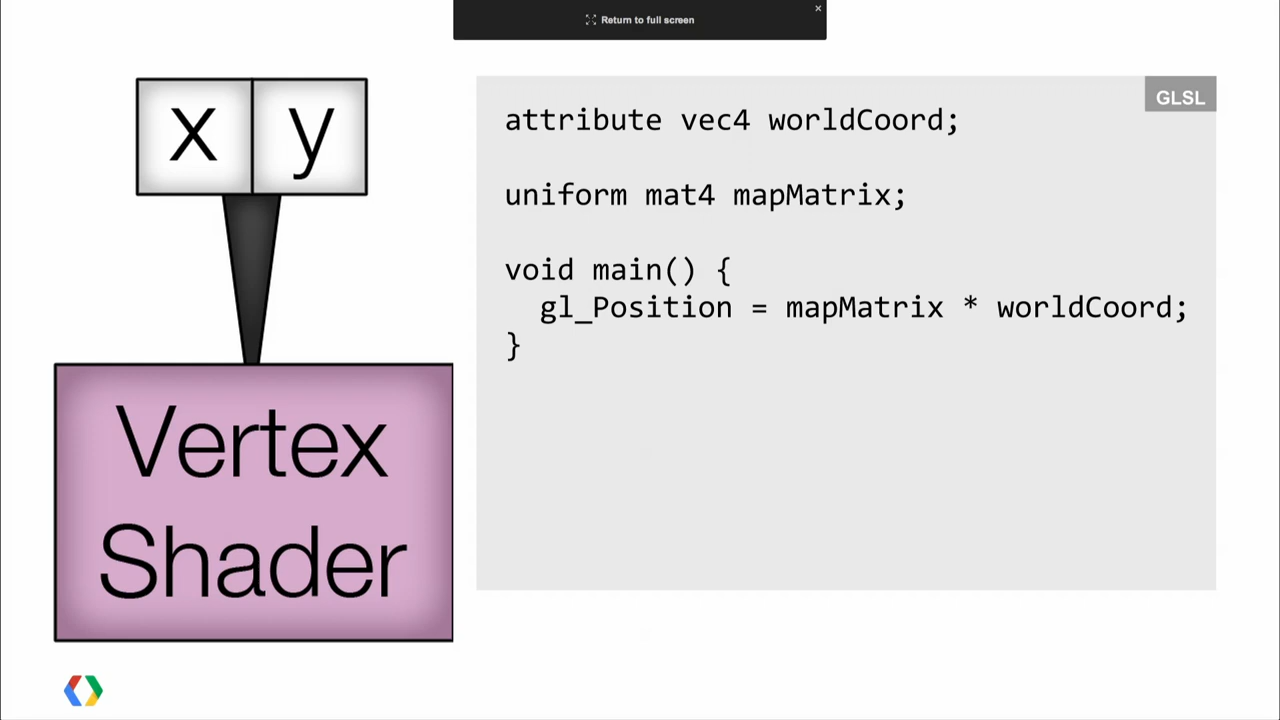 Return to full screen
x y
Vertex
Shader
GLSL
attribute vec4 worldCoord;
uniform mat4 mapMatrix;
void main() {
gl_Position = mapMatrix * worldCoord;
}